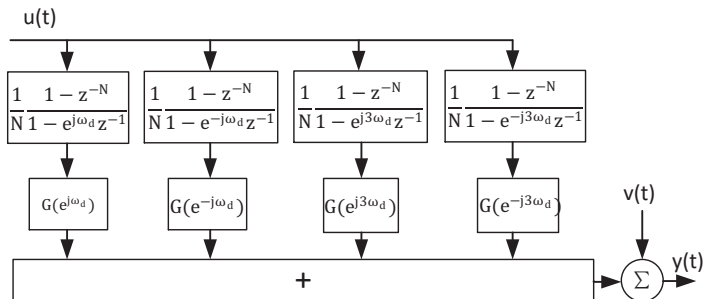 u(t)
1/N (1 − z⁻ᴺ)/(1 − e^{jω_d}z⁻¹)
1/N (1 − z⁻ᴺ)/(1 − e^{−jω_d}z⁻¹)
1/N (1 − z⁻ᴺ)/(1 − e^{j3ω_d}z⁻¹)
1/N (1 − z⁻ᴺ)/(1 − e^{−j3ω_d}z⁻¹)
G(e^{jω_d})
G(e^{−jω_d})
G(e^{j3ω_d})
G(e^{−j3ω_d})
v(t)
+
Σ
y(t)